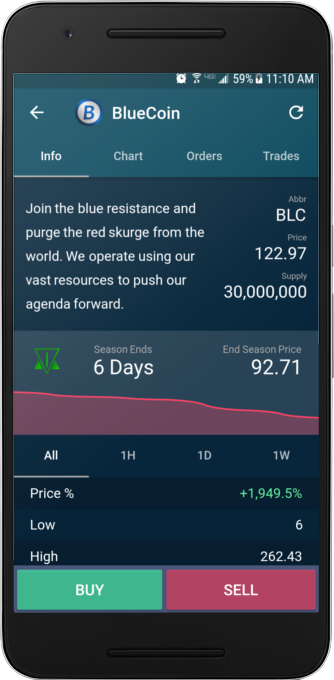 59% 11:10 AM
B BlueCoin
Info Chart Orders Trades
Join the blue resistance and
purge the red skurge from the
world. We operate using our
vast resources to push our
agenda forward.
Abbr
BLC
Price
122.97
Supply
30,000,000
Season Ends
6 Days
End Season Price
92.71
All 1H 1D 1W
Price % +1,949.5%
Low 6
High 262.43
BUY SELL